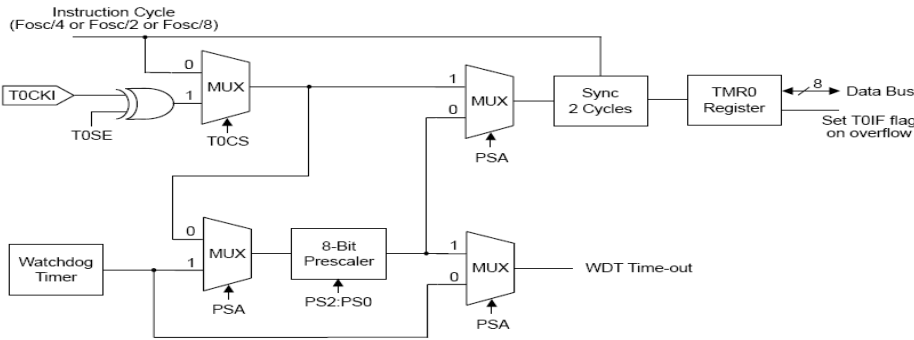 Instruction Cycle
(Fosc/4 or Fosc/2 or Fosc/8)
0
MUX
T0CKI
1
T0SE
T0CS
1
MUX
0
PSA
Sync
2 Cycles
TMR0
Register
8
Data Bus
Set T0IF flag
on overflow
0
MUX
1
PSA
Watchdog
Timer
8-Bit
Prescaler
PS2:PS0
1
MUX
0
PSA
WDT Time-out